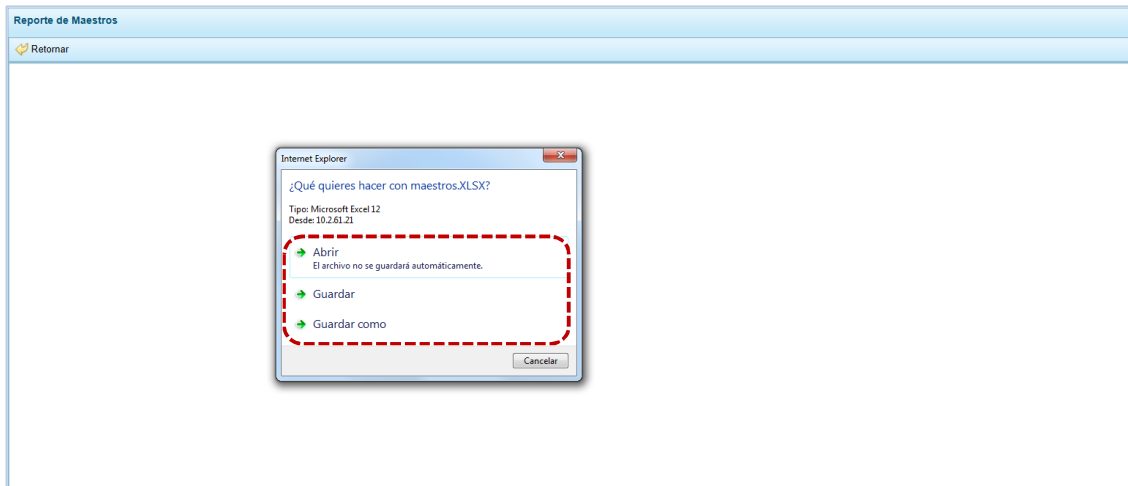 Reporte de Maestros
Retornar
Internet Explorer
¿Qué quieres hacer con maestros.XLSX?
Tipo: Microsoft Excel 12
Desde: 10.2.61.21
Abrir
El archivo no se guardará automáticamente.
Guardar
Guardar como
Cancelar